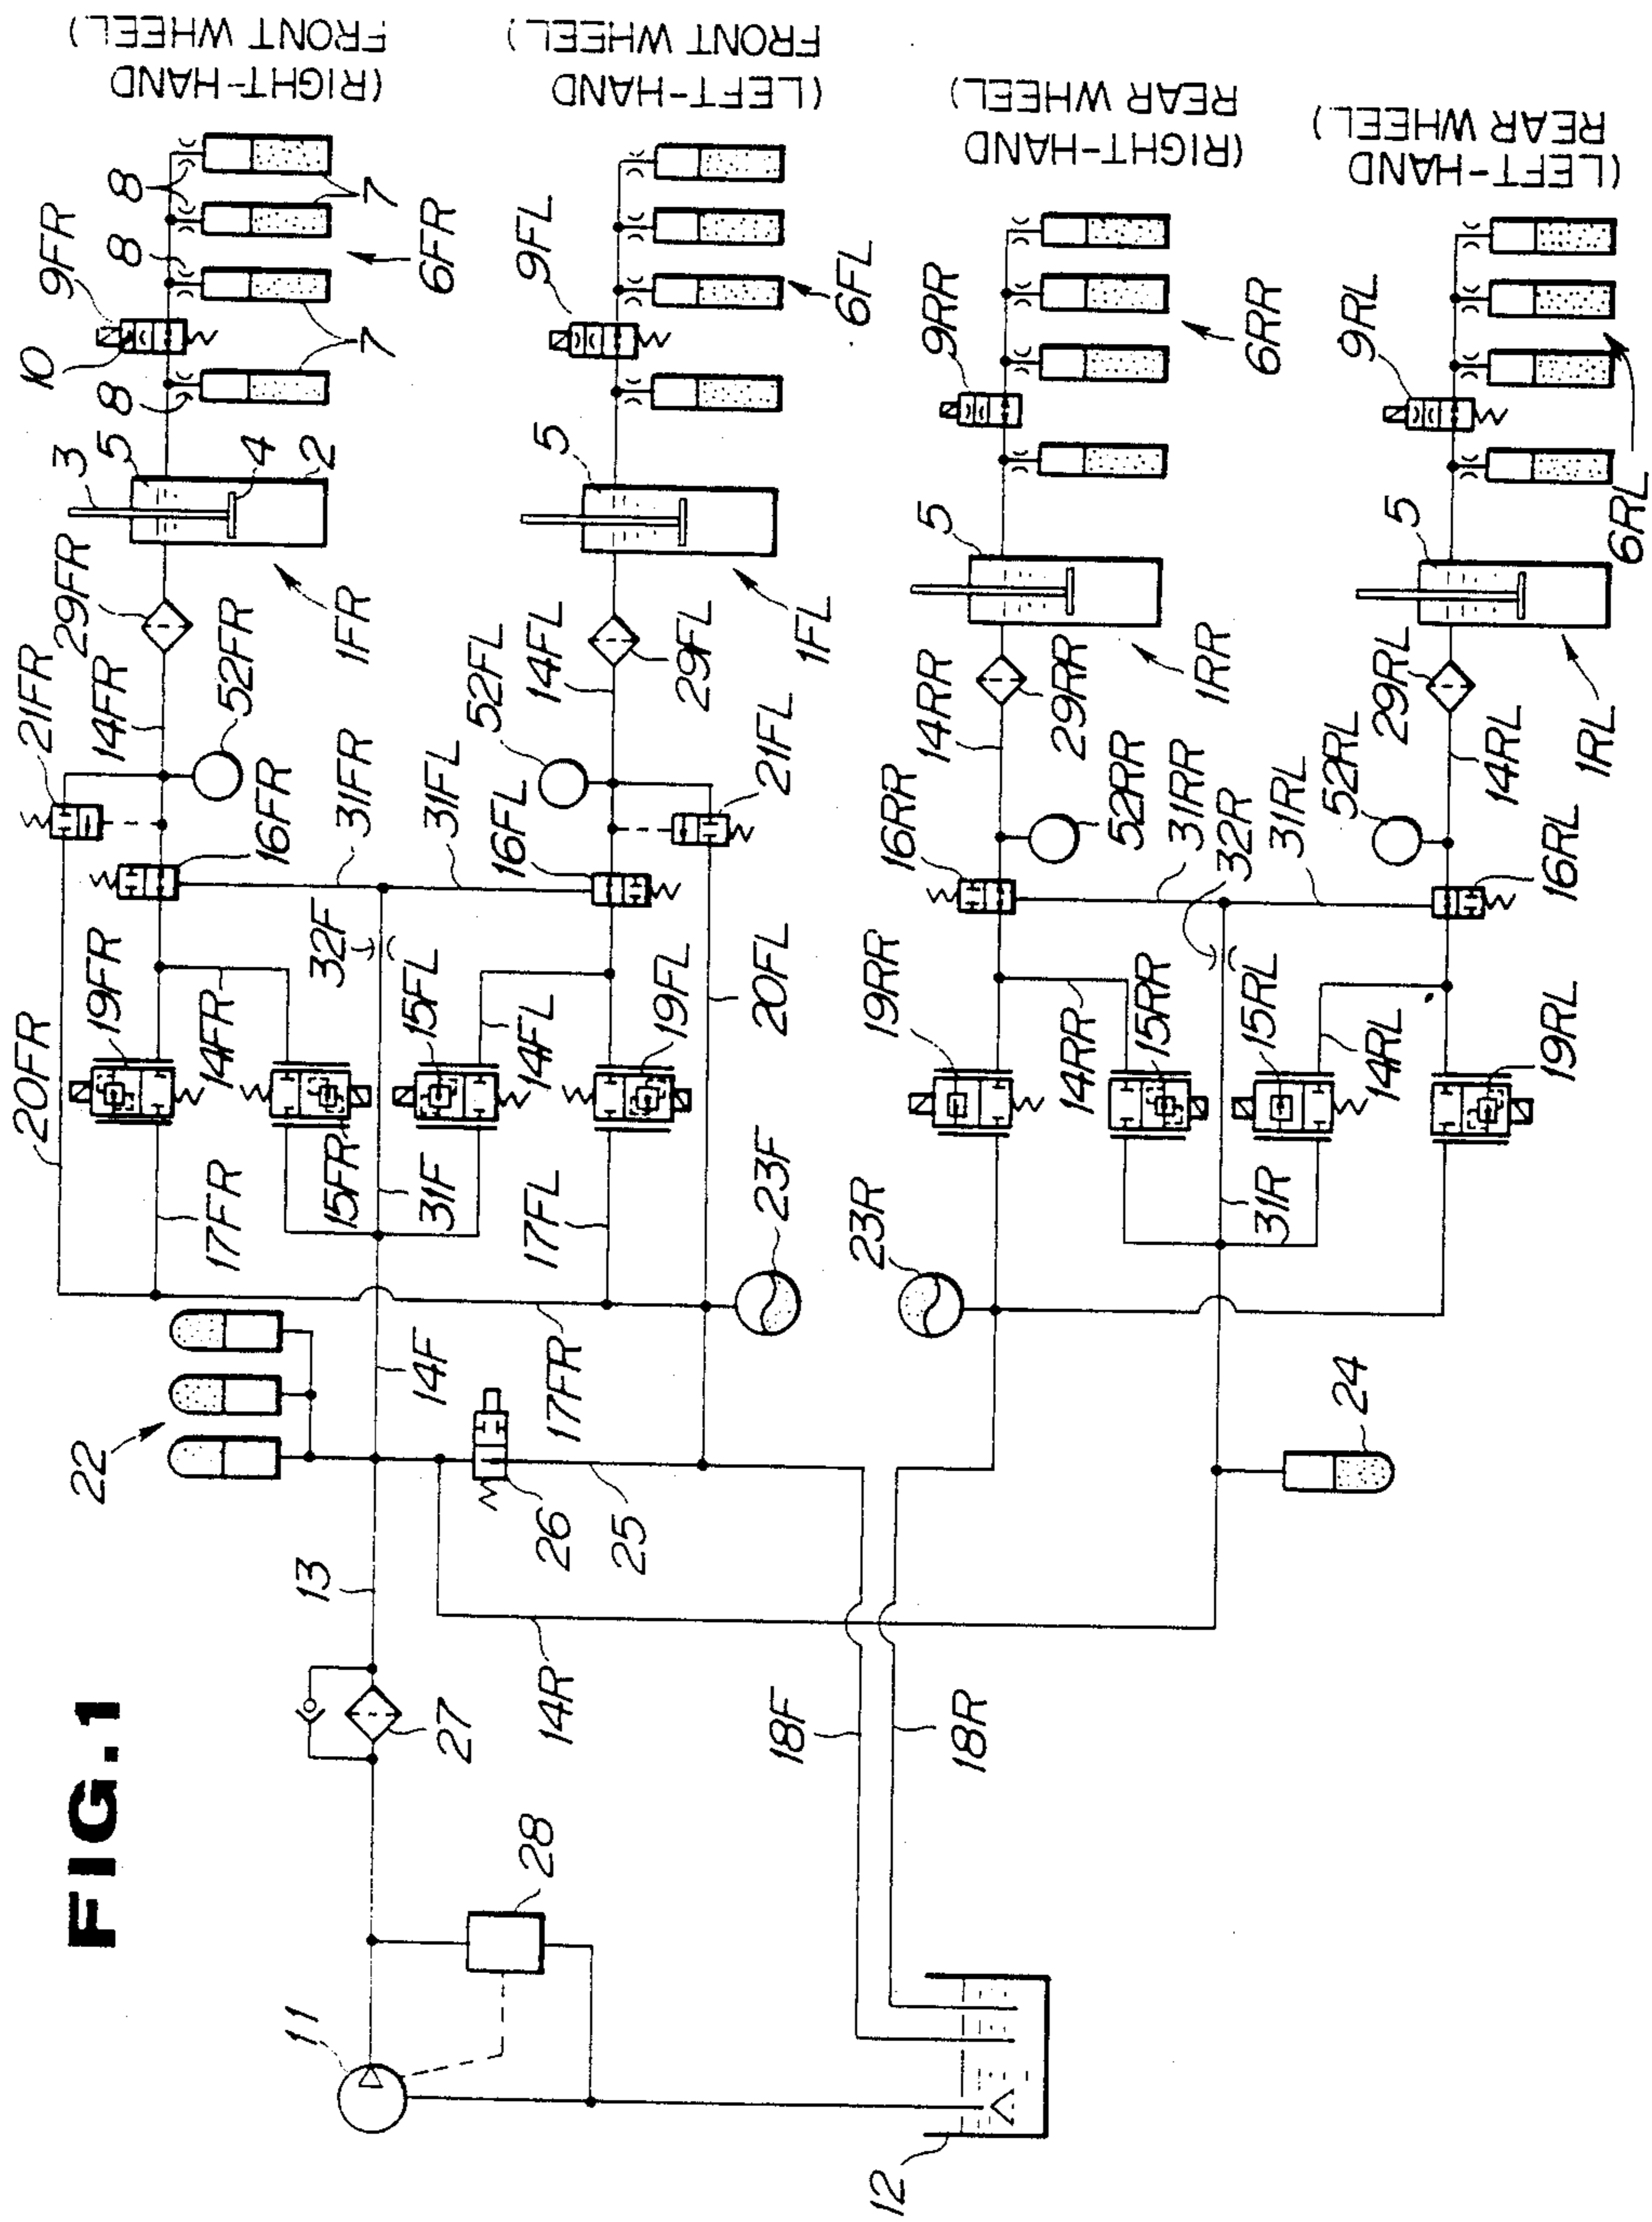 FIG.1
(RIGHT-HAND
FRONT WHEEL)
(LEFT-HAND
FRONT WHEEL)
(RIGHT-HAND
REAR WHEEL)
(LEFT-HAND
REAR WHEEL)
9FR
8
8
8
10
7
7
6FR
3
5
4
2
29FR
1FR
21FR
14FR
52FR
16FR
31FR
20FR
19FR
14FR
15FR
17FR
9FL
6FL
5
1FL
29FL
14FL
52FL
21FL
31FL
16FL
32F
15FL
14FL
19FL
20FL
31F
17FL
23F
22
14F
17FR
26
25
13
14R
27
28
11
12
18F
18R
9RR
6RR
5
1RR
29RR
14RR
52RR
16RR
31RR
32R
19RR
14RR
15RR
23R
31R
24
9RL
6RL
5
1RL
29RL
14RL
52RL
31RL
16RL
15RL
14RL
19RL